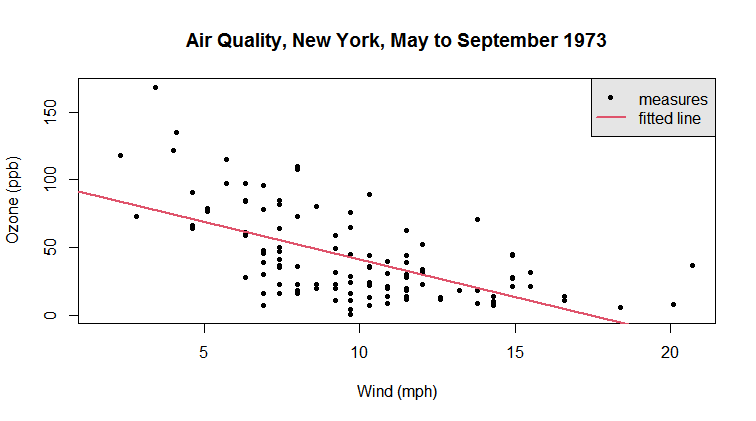 Air Quality, New York, May to September 1973
measures
fitted line
Ozone (ppb)
150
100
50
0
5 10 15 20
Wind (mph)